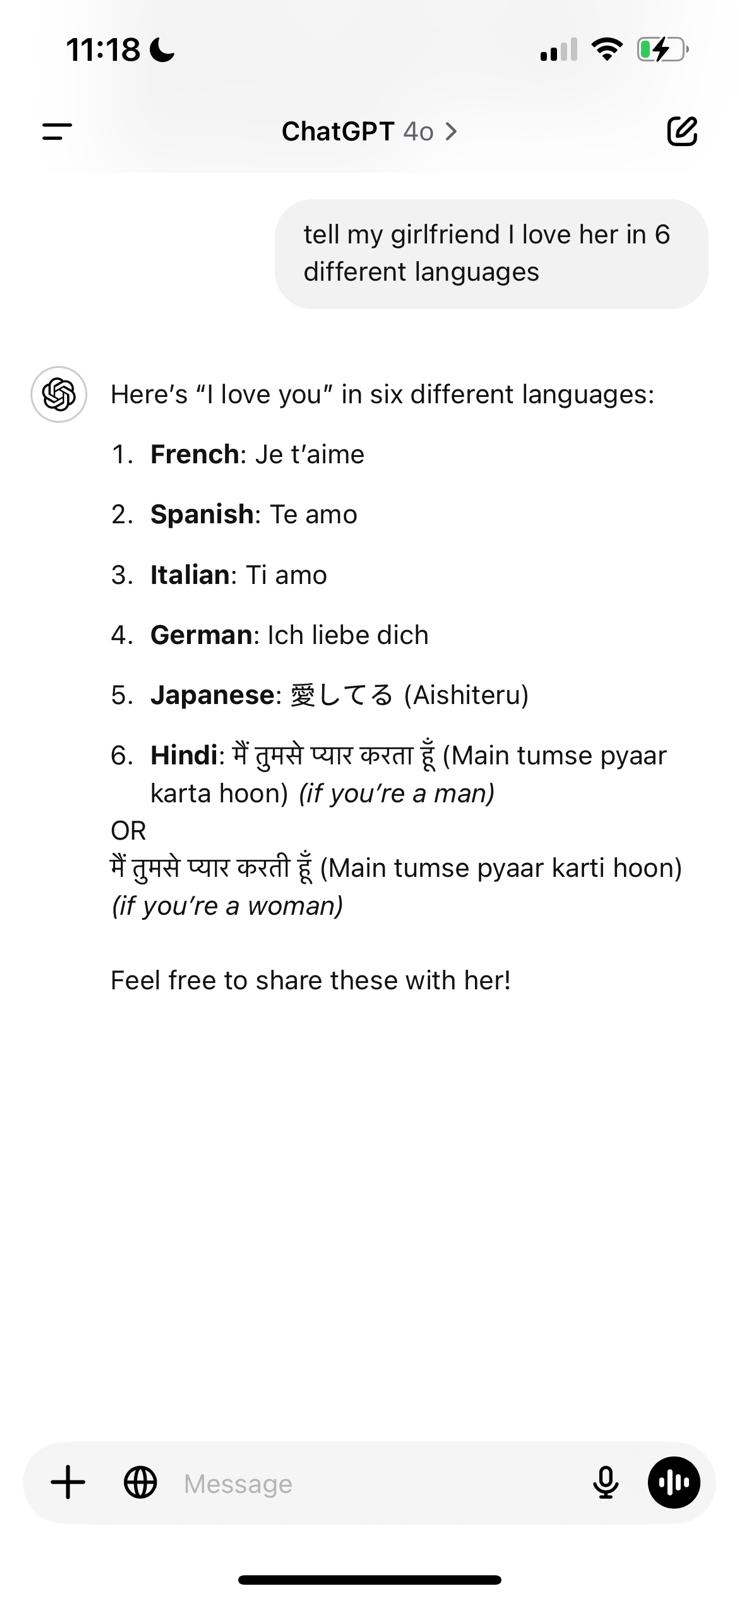 11:18
ChatGPT 4o >
tell my girlfriend I love her in 6
different languages
Here’s “I love you” in six different languages:
1. French: Je t’aime
2. Spanish: Te amo
3. Italian: Ti amo
4. German: Ich liebe dich
5. Japanese: 愛してる (Aishiteru)
6. Hindi: मैं तुमसे प्यार करता हूँ (Main tumse pyaar
karta hoon) (if you’re a man)
OR
मैं तुमसे प्यार करती हूँ (Main tumse pyaar karti hoon)
(if you’re a woman)
Feel free to share these with her!
Message